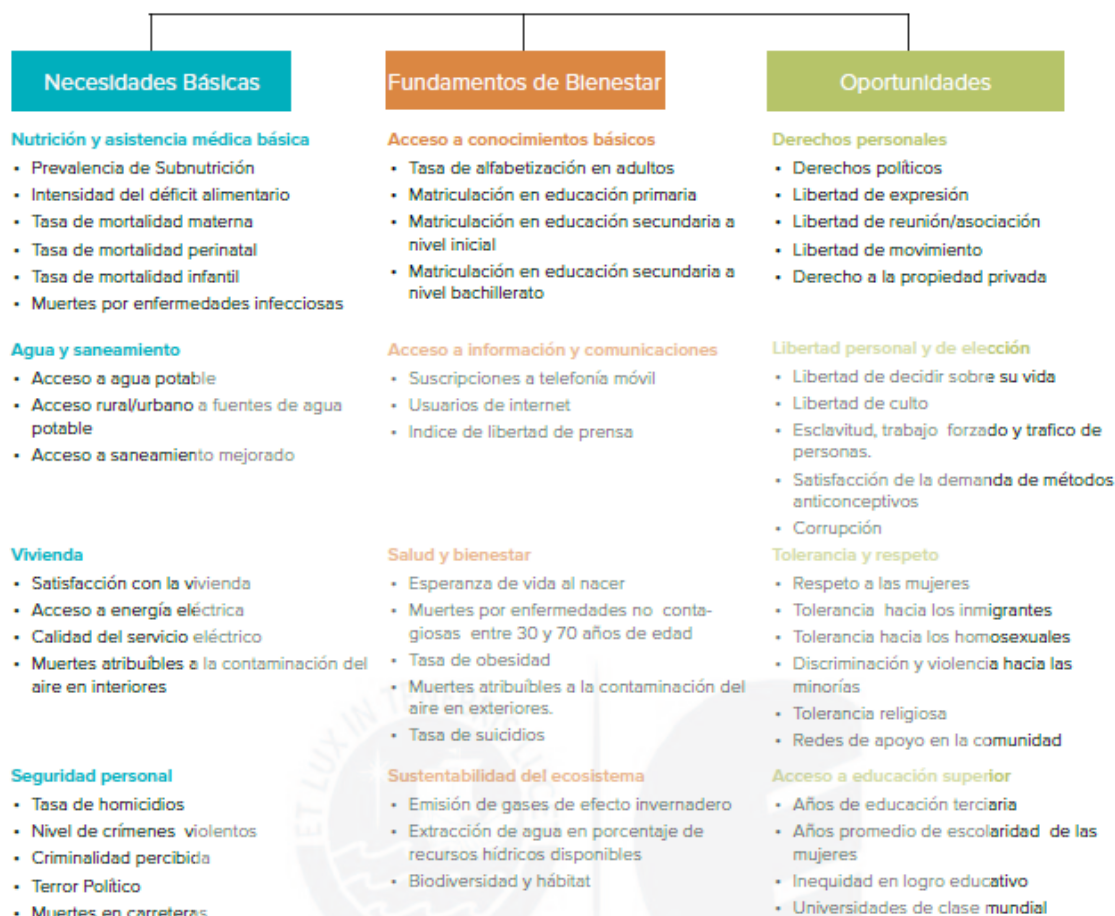 Necesidades Básicas
Nutrición y asistencia médica básica
• Prevalencia de Subnutrición
• Intensidad del déficit alimentario
• Tasa de mortalidad materna
• Tasa de mortalidad perinatal
• Tasa de mortalidad infantil
• Muertes por enfermedades infecciosas
Agua y saneamiento
• Acceso a agua potable
• Acceso rural/urbano a fuentes de agua
potable
• Acceso a saneamiento mejorado
Vivienda
• Satisfacción con la vivienda
• Acceso a energía eléctrica
• Calidad del servicio eléctrico
• Muertes atribuíbles a la contaminación del
aire en interiores
Seguridad personal
• Tasa de homicidios
• Nivel de crímenes violentos
• Criminalidad percibida
• Terror Político
• Muertes en carreteras
Fundamentos de Bienestar
Acceso a conocimientos básicos
• Tasa de alfabetización en adultos
• Matriculación en educación primaria
• Matriculación en educación secundaria a
nivel inicial
• Matriculación en educación secundaria a
nivel bachillerato
Acceso a información y comunicaciones
• Suscripciones a telefonía móvil
• Usuarios de internet
• Indice de libertad de prensa
Salud y bienestar
• Esperanza de vida al nacer
• Muertes por enfermedades no conta-
giosas entre 30 y 70 años de edad
• Tasa de obesidad
• Muertes atribuíbles a la contaminación del
aire en exteriores.
• Tasa de suicidios
Sustentabilidad del ecosistema
• Emisión de gases de efecto invernadero
• Extracción de agua en porcentaje de
recursos hídricos disponibles
• Biodiversidad y hábitat
Oportunidades
Derechos personales
• Derechos políticos
• Libertad de expresión
• Libertad de reunión/asociación
• Libertad de movimiento
• Derecho a la propiedad privada
Libertad personal y de elección
• Libertad de decidir sobre su vida
• Libertad de culto
• Esclavitud, trabajo forzado y trafico de
personas.
• Satisfacción de la demanda de métodos
anticonceptivos
• Corrupción
Tolerancia y respeto
• Respeto a las mujeres
• Tolerancia hacia los inmigrantes
• Tolerancia hacia los homosexuales
• Discriminación y violencia hacia las
minorías
• Tolerancia religiosa
• Redes de apoyo en la comunidad
Acceso a educación superior
• Años de educación terciaria
• Años promedio de escolaridad de las
mujeres
• Inequidad en logro educativo
• Universidades de clase mundial
ET LUX IN